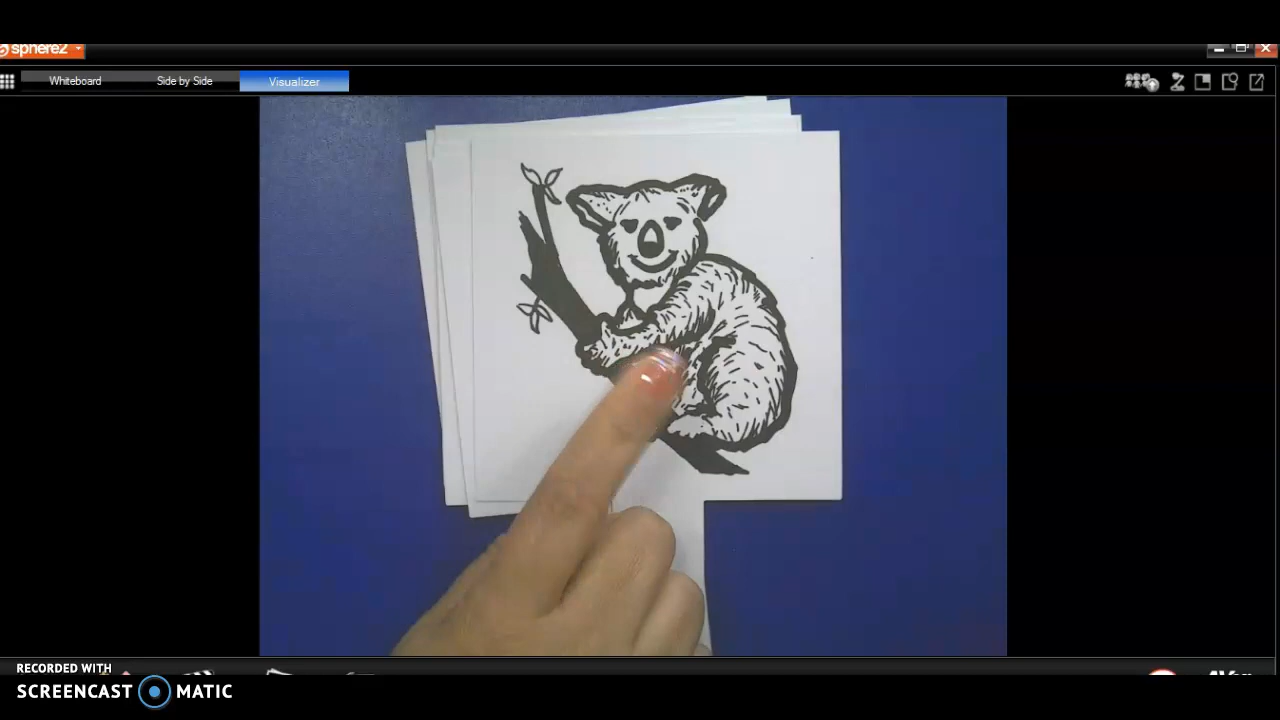 sphere2
Whiteboard Side by Side Visualizer
RECORDED WITH
SCREENCAST MATIC